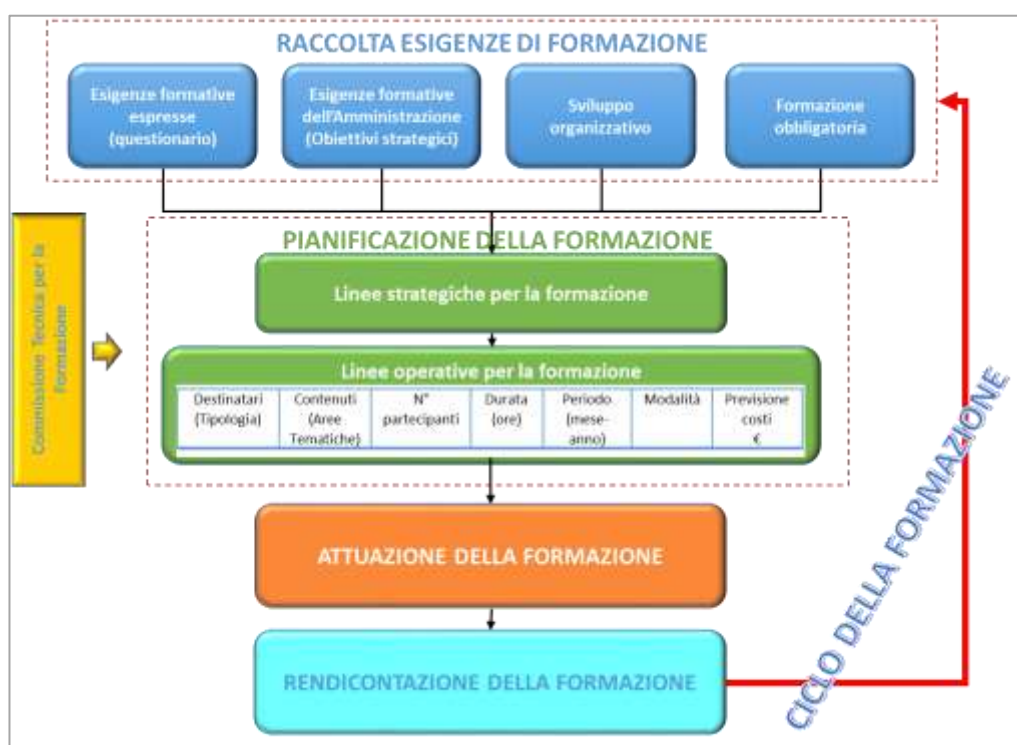 RACCOLTA ESIGENZE DI FORMAZIONE
Esigenze formative
espresse
(questionario)
Esigenze formative
dell'Amministrazione
(Obiettivi strategici)
Sviluppo
organizzativo
Formazione
obbligatoria
Commissione Tecnica per la
Formazione
PIANIFICAZIONE DELLA FORMAZIONE
Linee strategiche per la formazione
Linee operative per la formazione
Destinatari
(Tipologia)
Contenuti
(Aree
Tematiche)
N°
partecipanti
Durata
(ore)
Periodo
(mese-
anno)
Modalità
Previsione
costi
€
ATTUAZIONE DELLA FORMAZIONE
RENDICONTAZIONE DELLA FORMAZIONE
CICLO DELLA FORMAZIONE